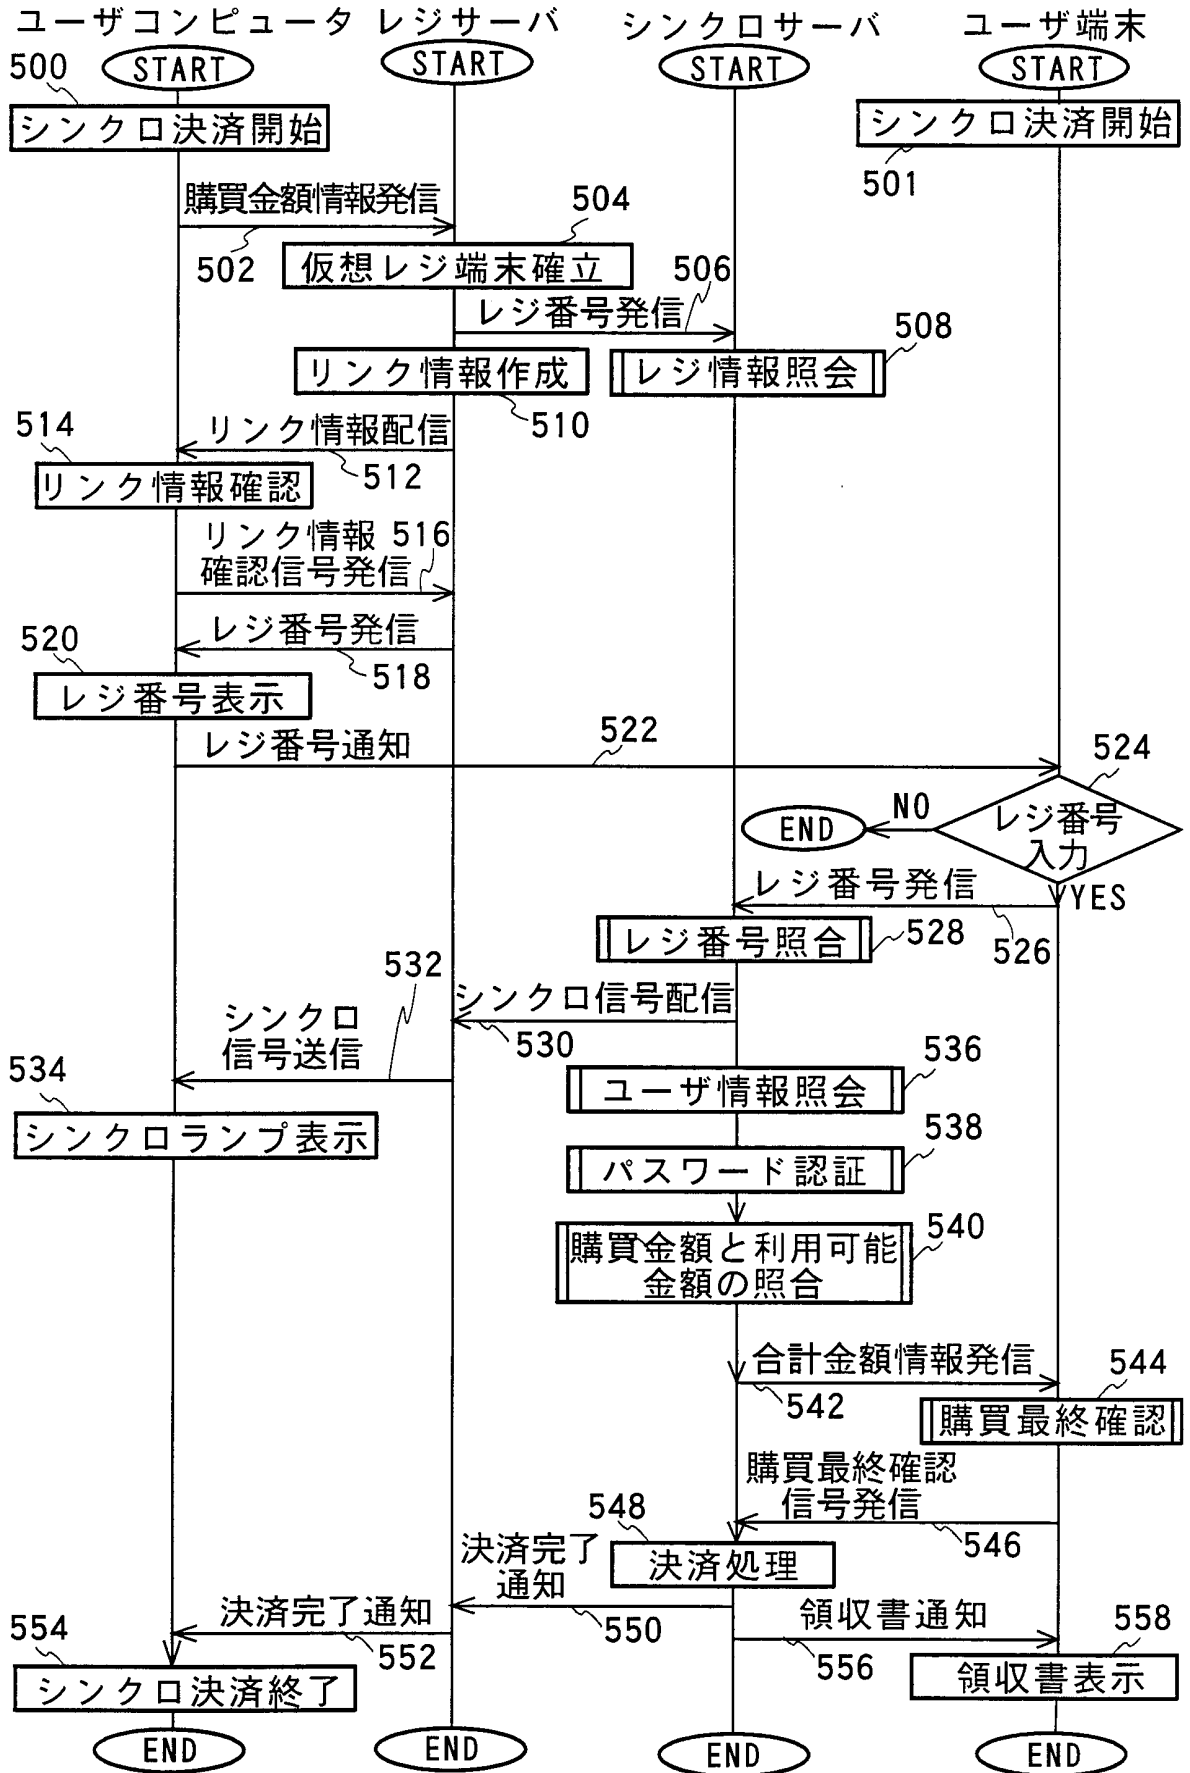 ユーザコンピュータ レジサーバ シンクロサーバ ユーザ端末
START START START START
500
シンクロ決済開始
シンクロ決済開始
501
購買金額情報発信
502
504
仮想レジ端末確立
506
レジ番号発信
508
リンク情報作成
レジ情報照会
510
514
リンク情報配信
512
リンク情報確認
リンク情報 516
確認信号発信
520
レジ番号発信
518
レジ番号表示
レジ番号通知
522
524
レジ番号
入力
NO
END
YES
レジ番号発信
526
レジ番号照合
528
532
シンクロ信号配信
530
シンクロ
信号送信
534
シンクロランプ表示
536
ユーザ情報照会
538
パスワード認証
540
購買金額と利用可能
金額の照合
合計金額情報発信
542
544
購買最終確認
購買最終確認
信号発信
546
548
決済処理
決済完了
通知
550
決済完了通知
552
554
シンクロ決済終了
領収書通知
556
558
領収書表示
END END END END